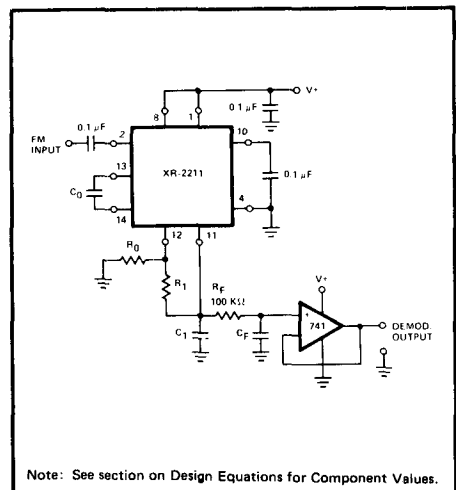 V+
0.1 μF
8
1
0.1 μF
FM
INPUT
2
10
13
XR-2211
0.1 μF
C0
14
4
12
11
R0
R1
RF
100 KΩ
V+
C1
CF
+
-
741
DEMOD.
OUTPUT
Note: See section on Design Equations for Component Values.